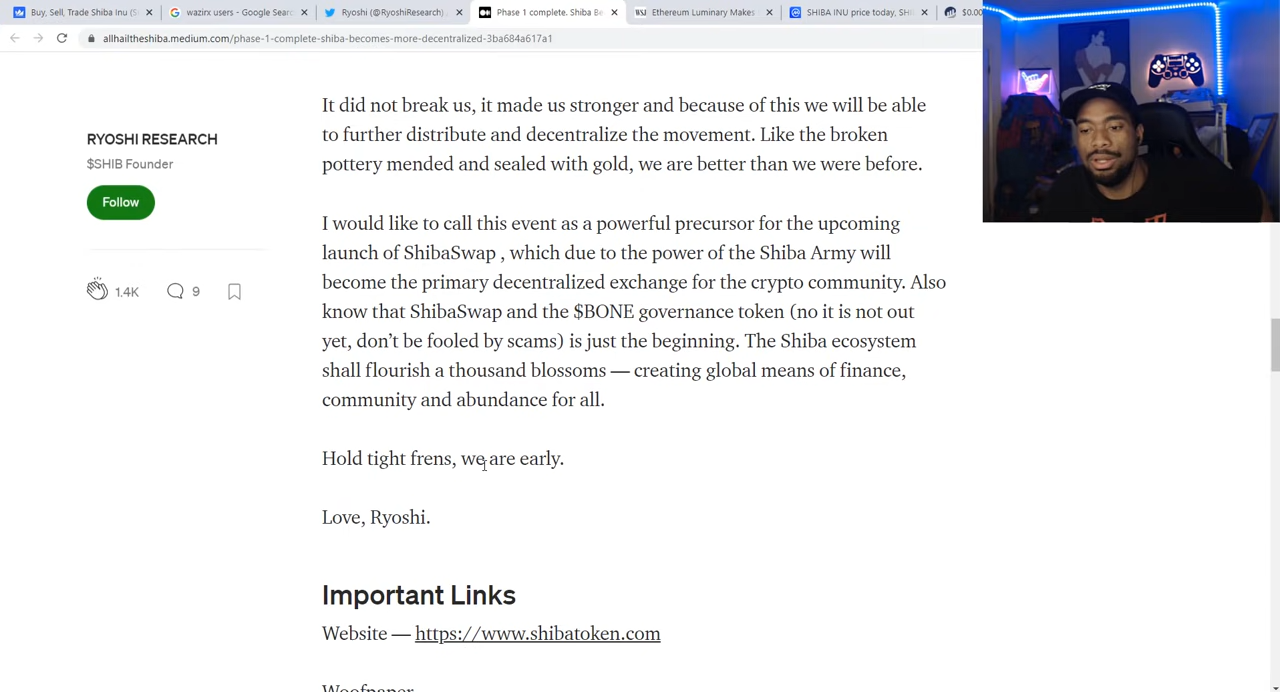 Buy, Sell, Trade Shiba Inu (S
wazirx users - Google Searc
Ryoshi (@RyoshiResearch)
Phase 1 complete. Shiba Be
Ethereum Luminary Makes
SHIBA INU price today, SHI
$0.00
allhailtheshiba.medium.com/phase-1-complete-shiba-becomes-more-decentralized-3ba684a617a1
RYOSHI RESEARCH
$SHIB Founder
Follow
1.4K
9
It did not break us, it made us stronger and because of this we will be able
to further distribute and decentralize the movement. Like the broken
pottery mended and sealed with gold, we are better than we were before.
I would like to call this event as a powerful precursor for the upcoming
launch of ShibaSwap , which due to the power of the Shiba Army will
become the primary decentralized exchange for the crypto community. Also
know that ShibaSwap and the $BONE governance token (no it is not out
yet, don't be fooled by scams) is just the beginning. The Shiba ecosystem
shall flourish a thousand blossoms — creating global means of finance,
community and abundance for all.
Hold tight frens, we are early.
Love, Ryoshi.
Important Links
Website — https://www.shibatoken.com
Woofpaper